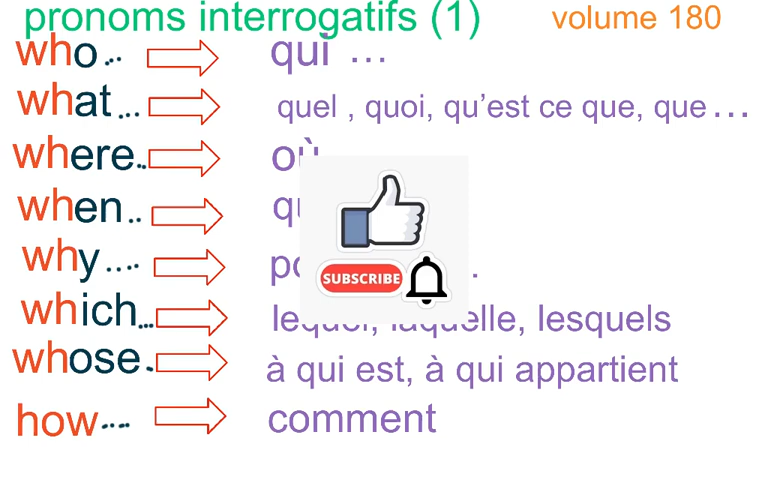 pronoms interrogatifs (1) volume 180
who... qui ...
what... quel , quoi, qu’est ce que, que...
where.. où
when..
why....
which... lequel, laquelle, lesquels
whose. à qui est, à qui appartient
how.... comment
SUBSCRIBE